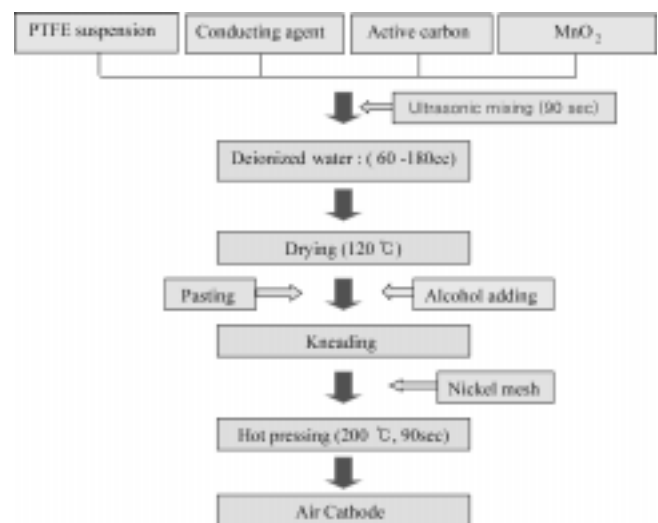 PTFE suspension
Conducting agent
Active carbon
MnO₂
Ultrasonic mixing (90 sec)
Deionized water : ( 60 -180cc)
Drying (120 ℃)
Pasting
Alcohol adding
Kneading
Nickel mesh
Hot pressing (200 ℃, 90sec)
Air Cathode